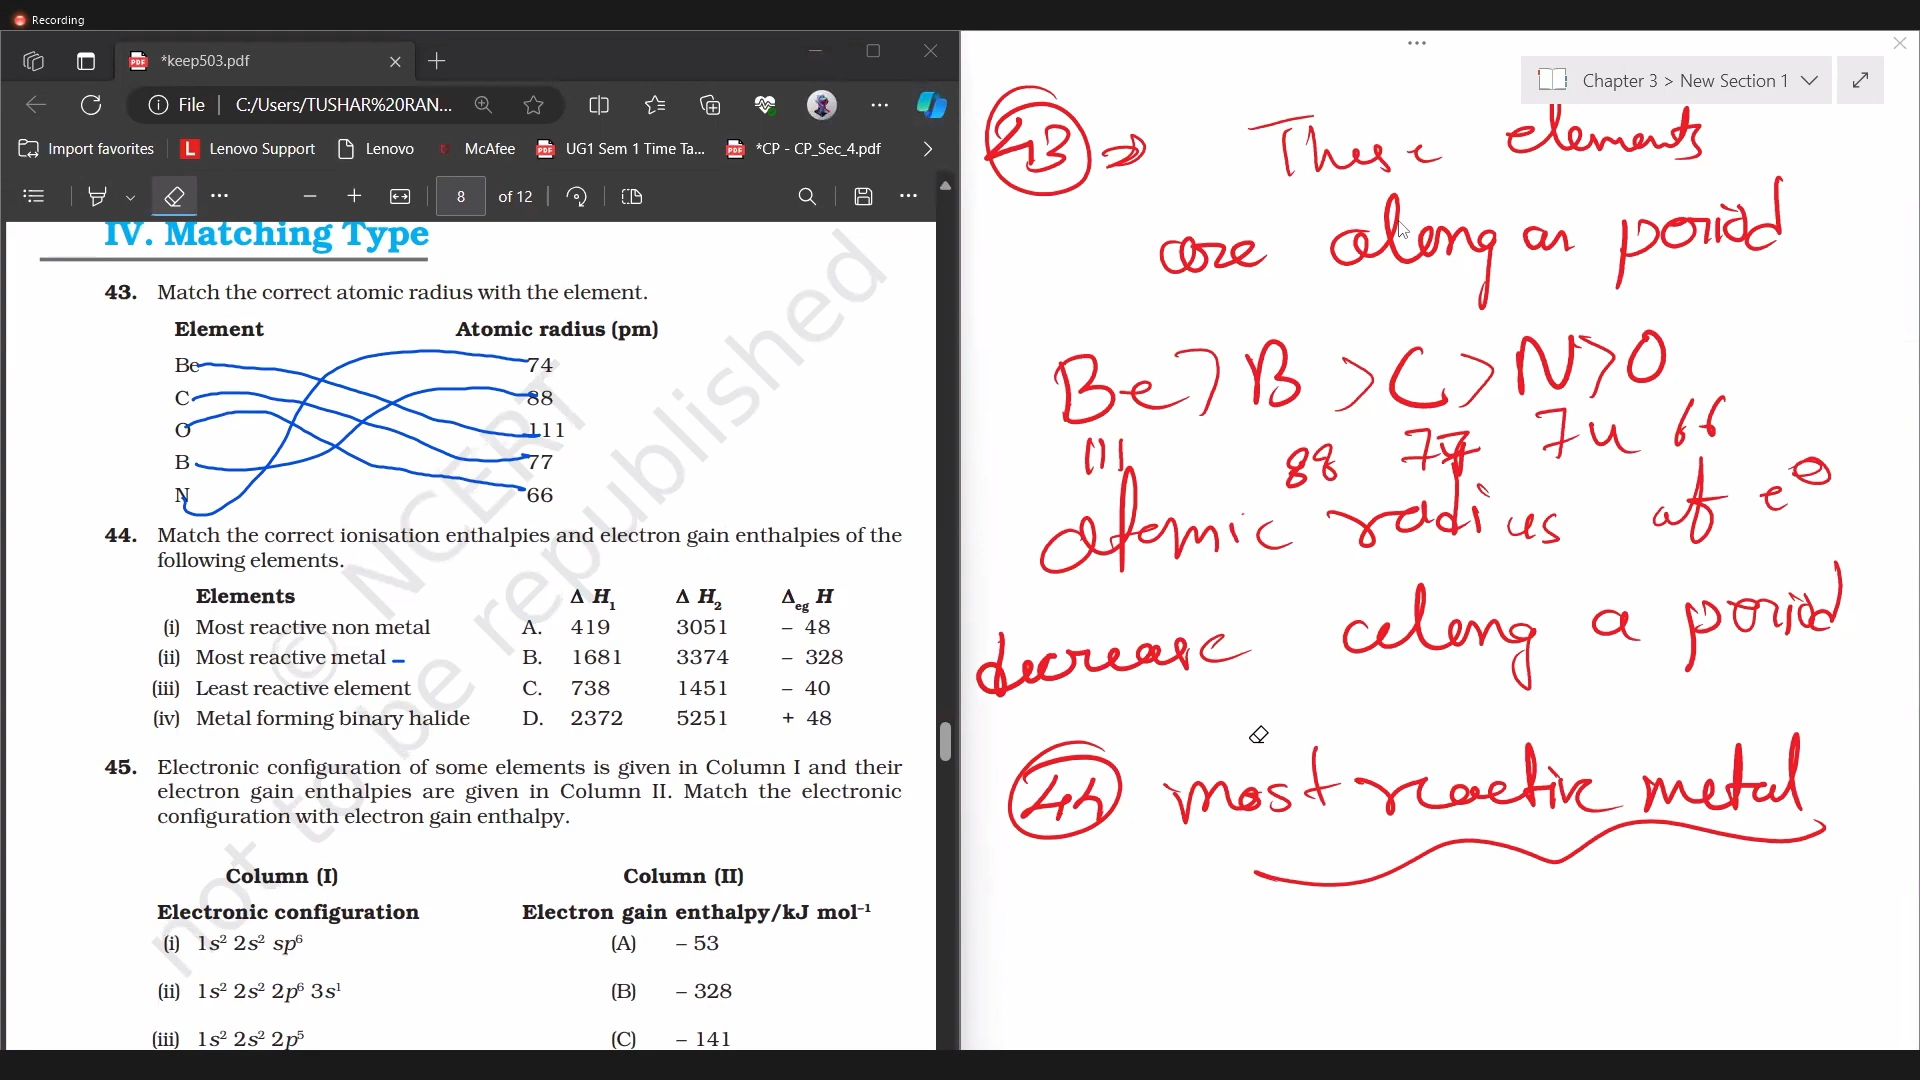 Recording
*keep503.pdf
File C:/Users/TUSHAR%20RAN...
Import favorites Lenovo Support Lenovo McAfee UG1 Sem 1 Time Ta... *CP - CP_Sec_4.pdf
8 of 12
IV. Matching Type
43. Match the correct atomic radius with the element.
Element Atomic radius (pm)
Be 74
C 88
O 111
B 77
N 66
44. Match the correct ionisation enthalpies and electron gain enthalpies of the
following elements.
Elements Δ H₁ Δ H₂ Δeg H
(i) Most reactive non metal A. 419 3051 – 48
(ii) Most reactive metal – B. 1681 3374 – 328
(iii) Least reactive element C. 738 1451 – 40
(iv) Metal forming binary halide D. 2372 5251 + 48
45. Electronic configuration of some elements is given in Column I and their
electron gain enthalpies are given in Column II. Match the electronic
configuration with electron gain enthalpy.
Column (I) Column (II)
Electronic configuration Electron gain enthalpy/kJ mol⁻¹
(i) 1s² 2s² sp⁶ (A) – 53
(ii) 1s² 2s² 2p⁶ 3s¹ (B) – 328
(iii) 1s² 2s² 2p⁵ (C) – 141
© NCERT
not to be republished
Chapter 3 > New Section 1
43 ⇒ These elements
are along an period
Be > B > C > N > O
111 88 77 74 66
atomic radius of e⊖
decrease along a period
44 most reactive metal